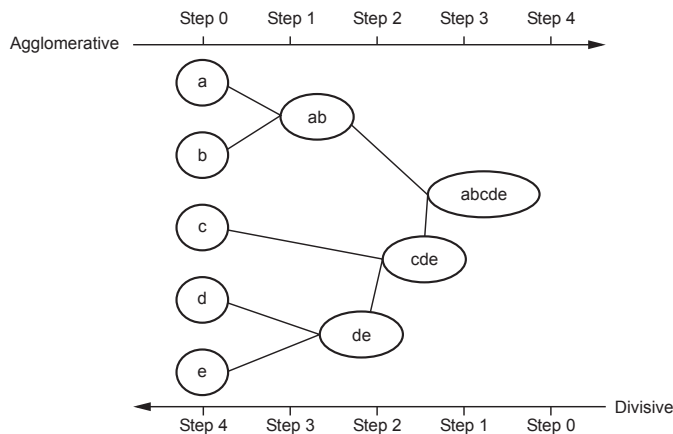 Step 0 Step 1 Step 2 Step 3 Step 4
Agglomerative
a
ab
b
abcde
c
cde
d
de
e
Divisive
Step 4 Step 3 Step 2 Step 1 Step 0